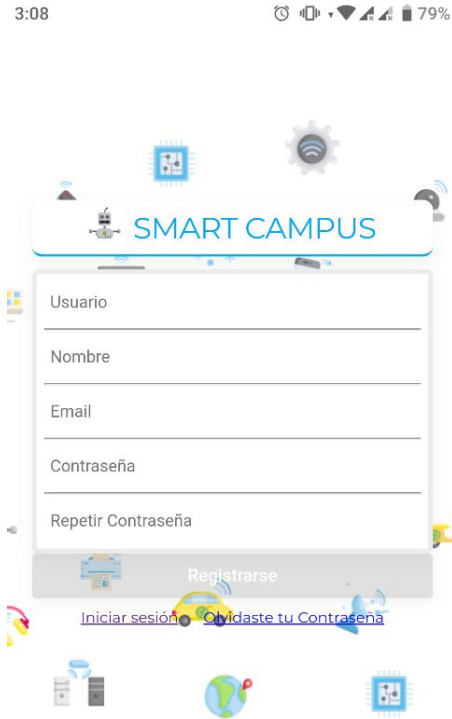 3:08 79%
SMART CAMPUS
Usuario
Nombre
Email
Contraseña
Repetir Contraseña
Registrarse
Iniciar sesión Olvidaste tu Contraseña